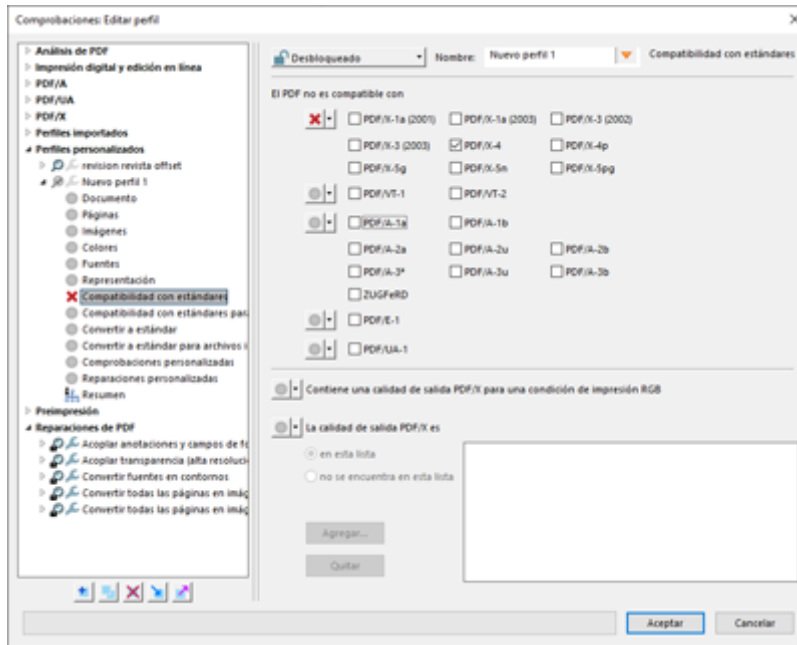 Comprobaciones: Editar perfil
Análisis de PDF
Impresión digital y edición en línea
PDF/A
PDF/UA
PDF/X
Perfiles importados
Perfiles personalizados
revision revista offset
Nuevo perfil 1
Documento
Páginas
Imágenes
Colores
Fuentes
Representación
Compatibilidad con estándares
Compatibilidad con estándares par
Convertir a estándar
Convertir a estándar para archivos i
Comprobaciones personalizadas
Reparaciones personalizadas
Resumen
Preimpresión
Reparaciones de PDF
Acoplar anotaciones y campos de fo
Acoplar transparencia (alta resoluci
Convertir fuentes en contornos
Convertir todas las páginas en imág
Convertir todas las páginas en imág
Desbloqueado Nombre: Nuevo perfil 1 Compatibilidad con estándares
El PDF no es compatible con
PDF/X-1a (2001) PDF/X-1a (2003) PDF/X-3 (2002)
PDF/X-3 (2003) PDF/X-4 PDF/X-4p
PDF/X-5g PDF/X-5n PDF/X-5pg
PDF/VT-1 PDF/VT-2
PDF/A-1a PDF/A-1b
PDF/A-2a PDF/A-2u PDF/A-2b
PDF/A-3* PDF/A-3u PDF/A-3b
ZUGFeRD
PDF/E-1
PDF/UA-1
Contiene una calidad de salida PDF/X para una condición de impresión RGB
La calidad de salida PDF/X es
en esta lista
no se encuentra en esta lista
Agregar...
Quitar
Aceptar Cancelar